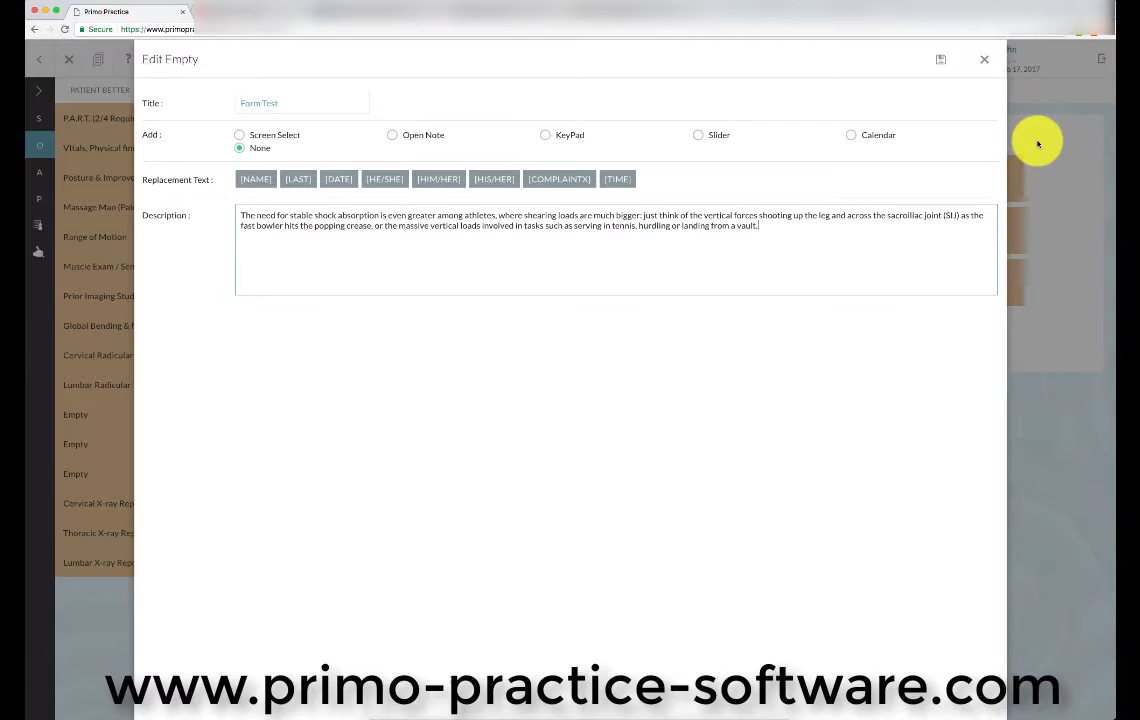 Primo Practice
Secure https://www.primopra
Edit Empty
Feb 17, 2017
PATIENT BETTER
Title : Form Test
S
P.A.R.T. (2/4 Requir
Add : Screen Select Open Note KeyPad Slider Calendar
None
O
Vitals, Physical fin
A
Posture & Improve
Replacement Text : [NAME] [LAST] [DATE] [HE/SHE] [HIM/HER] [HIS/HER] [COMPLAINTX] [TIME]
P
Massage Man (Pai
Description : The need for stable shock absorption is even greater among athletes, where shearing loads are much bigger: just think of the vertical forces shooting up the leg and across the sacroiliac joint (SIJ) as the
fast bowler hits the popping crease, or the massive vertical loads involved in tasks such as serving in tennis, hurdling or landing from a vault.
Range of Motion
Muscle Exam / Sen
Prior Imaging Stud
Global Bending &
Cervical Radicular
Lumbar Radicular
Empty
Empty
Empty
Cervical X-ray Rep
Thoracic X-ray Rep
Lumbar X-ray Repo
www.primo-practice-software.com